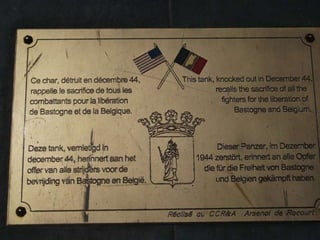 Ce char, détruit en décembre 44,
rappelle le sacrifice de tous les
combattants pour la libération
de Bastogne et de la Belgique.
This tank, knocked out in December 44,
recalls the sacrifice of all the
fighters for the liberation of
Bastogne and Belgium.
Deze tank, vernietigd in
december 44, herinnert aan het
offer van alle strijders voor de
bevrijding van Bastogne en België.
Dieser Panzer, im Dezember
1944 zerstört, erinnert an alle Opfer
die für die Freiheit von Bastogne
und Belgien gekämpft haben.
Réalisé au CCR&A Arsenal de Rocourt